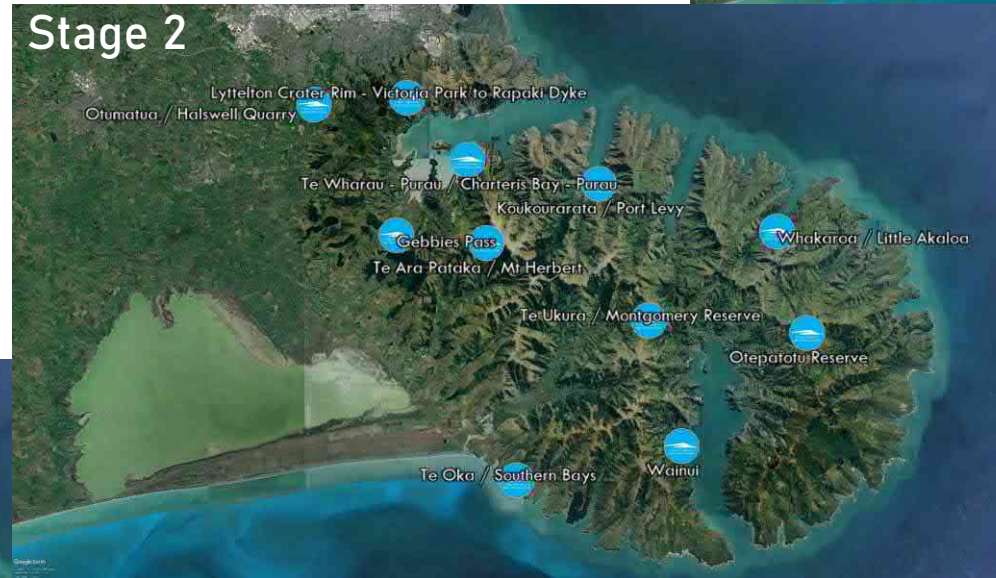 Stage 2
Lyttelton Crater Rim - Victoria Park to Rapaki Dyke
Otumatua / Halswell Quarry
Te Wharau - Purau / Charteris Bay - Purau
Koukourarata / Port Levy
Gebbies Pass
Whakaroa / Little Akaloa
Te Ara Pataka / Mt Herbert
Te Ukura / Montgomery Reserve
Otepatotu Reserve
Wainui
Te Oka / Southern Bays
Google Earth